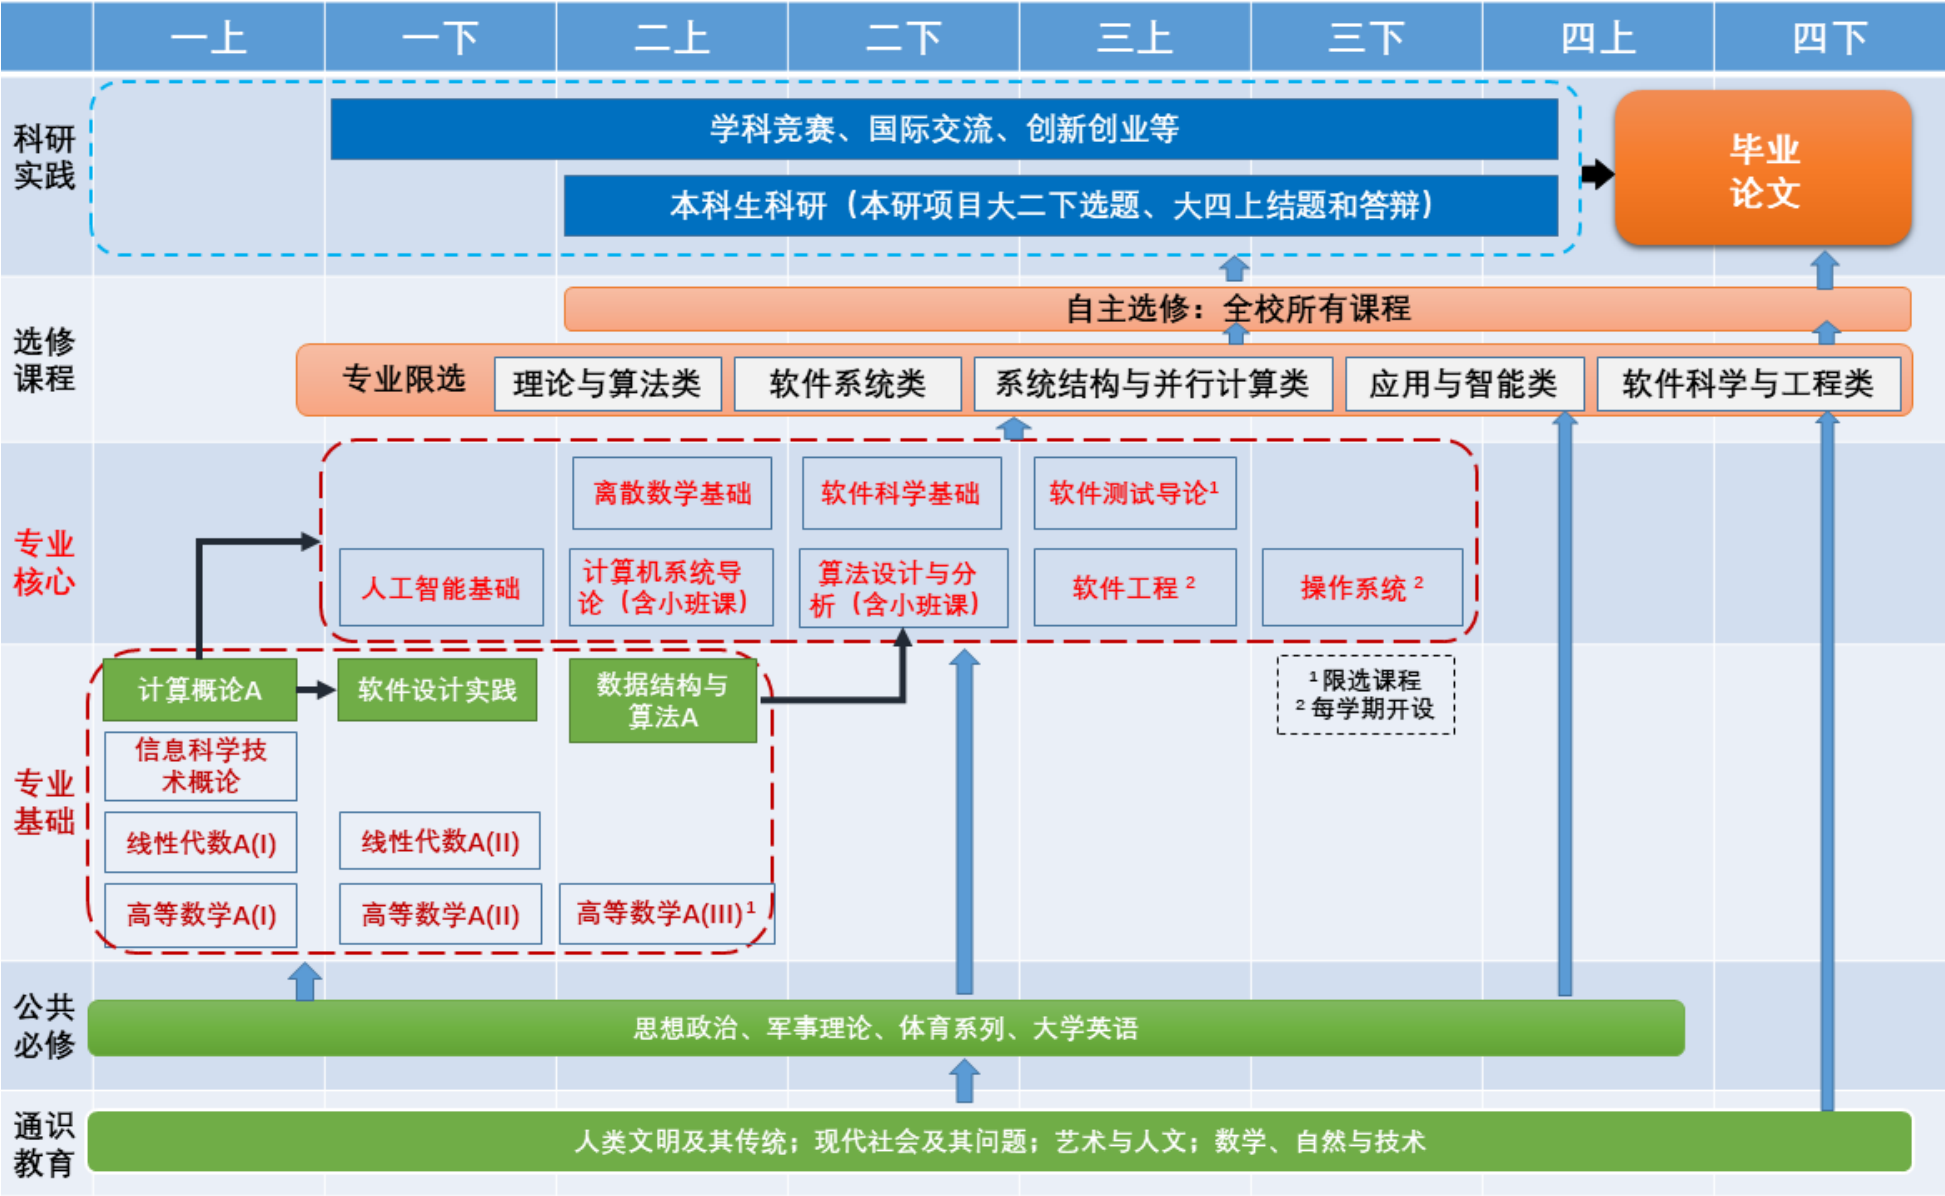 一上
一下
二上
二下
三上
三下
四上
四下
科研
实践
学科竞赛、国际交流、创新创业等
本科生科研（本研项目大二下选题、大四上结题和答辩）
毕业
论文
选修
课程
自主选修：全校所有课程
专业限选
理论与算法类
软件系统类
系统结构与并行计算类
应用与智能类
软件科学与工程类
专业
核心
离散数学基础
软件科学基础
软件测试导论¹
人工智能基础
计算机系统导
论（含小班课）
算法设计与分
析（含小班课）
软件工程 ²
操作系统 ²
专业
基础
计算概论A
软件设计实践
数据结构与
算法A
¹ 限选课程
² 每学期开设
信息科学技
术概论
线性代数A(I)
线性代数A(II)
高等数学A(I)
高等数学A(II)
高等数学A(III) ¹
公共
必修
思想政治、军事理论、体育系列、大学英语
通识
教育
人类文明及其传统；现代社会及其问题；艺术与人文；数学、自然与技术